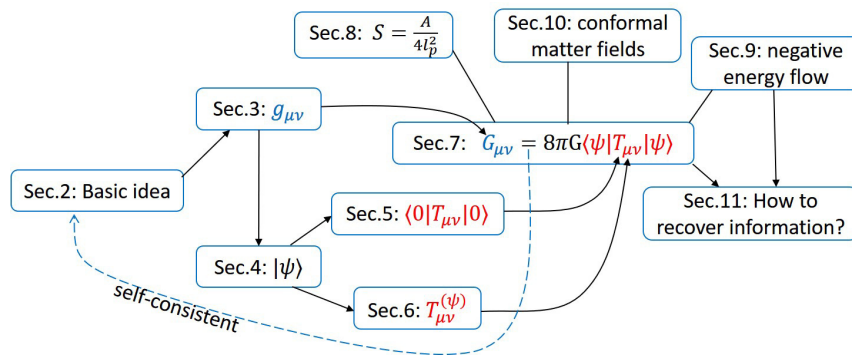 Sec.8: S = A/4l_p^2
Sec.10: conformal
matter fields
Sec.9: negative
energy flow
Sec.3: g_μν
Sec.7: G_μν = 8πG⟨ψ|T_μν|ψ⟩
Sec.2: Basic idea
Sec.5: ⟨0|T_μν|0⟩
Sec.11: How to
recover information?
Sec.4: |ψ⟩
self-consistent
Sec.6: T_μν^(ψ)